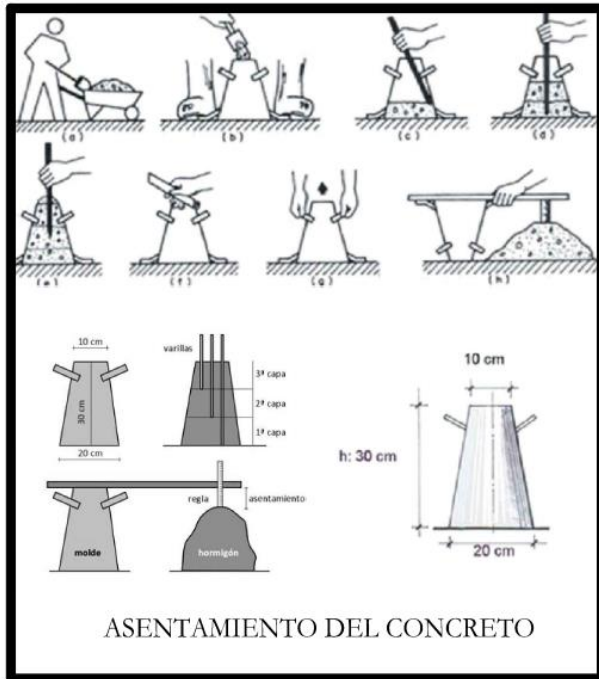 (a) (b) (c) (d)
(e) (f) (g) (h)
10 cm
30 cm
20 cm
varillas
3ª capa
2ª capa
1ª capa
regla
asentamiento
molde
hormigón
10 cm
h: 30 cm
20 cm
ASENTAMIENTO DEL CONCRETO